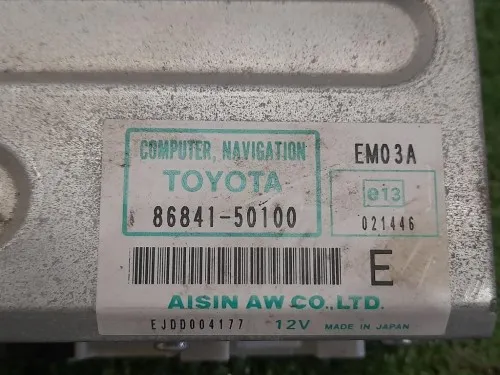 COMPUTER, NAVIGATION
TOYOTA
86841-50100
EM03A
e13
021446
E
AISIN AW CO.,LTD.
EJDD004177 12V MADE IN JAPAN